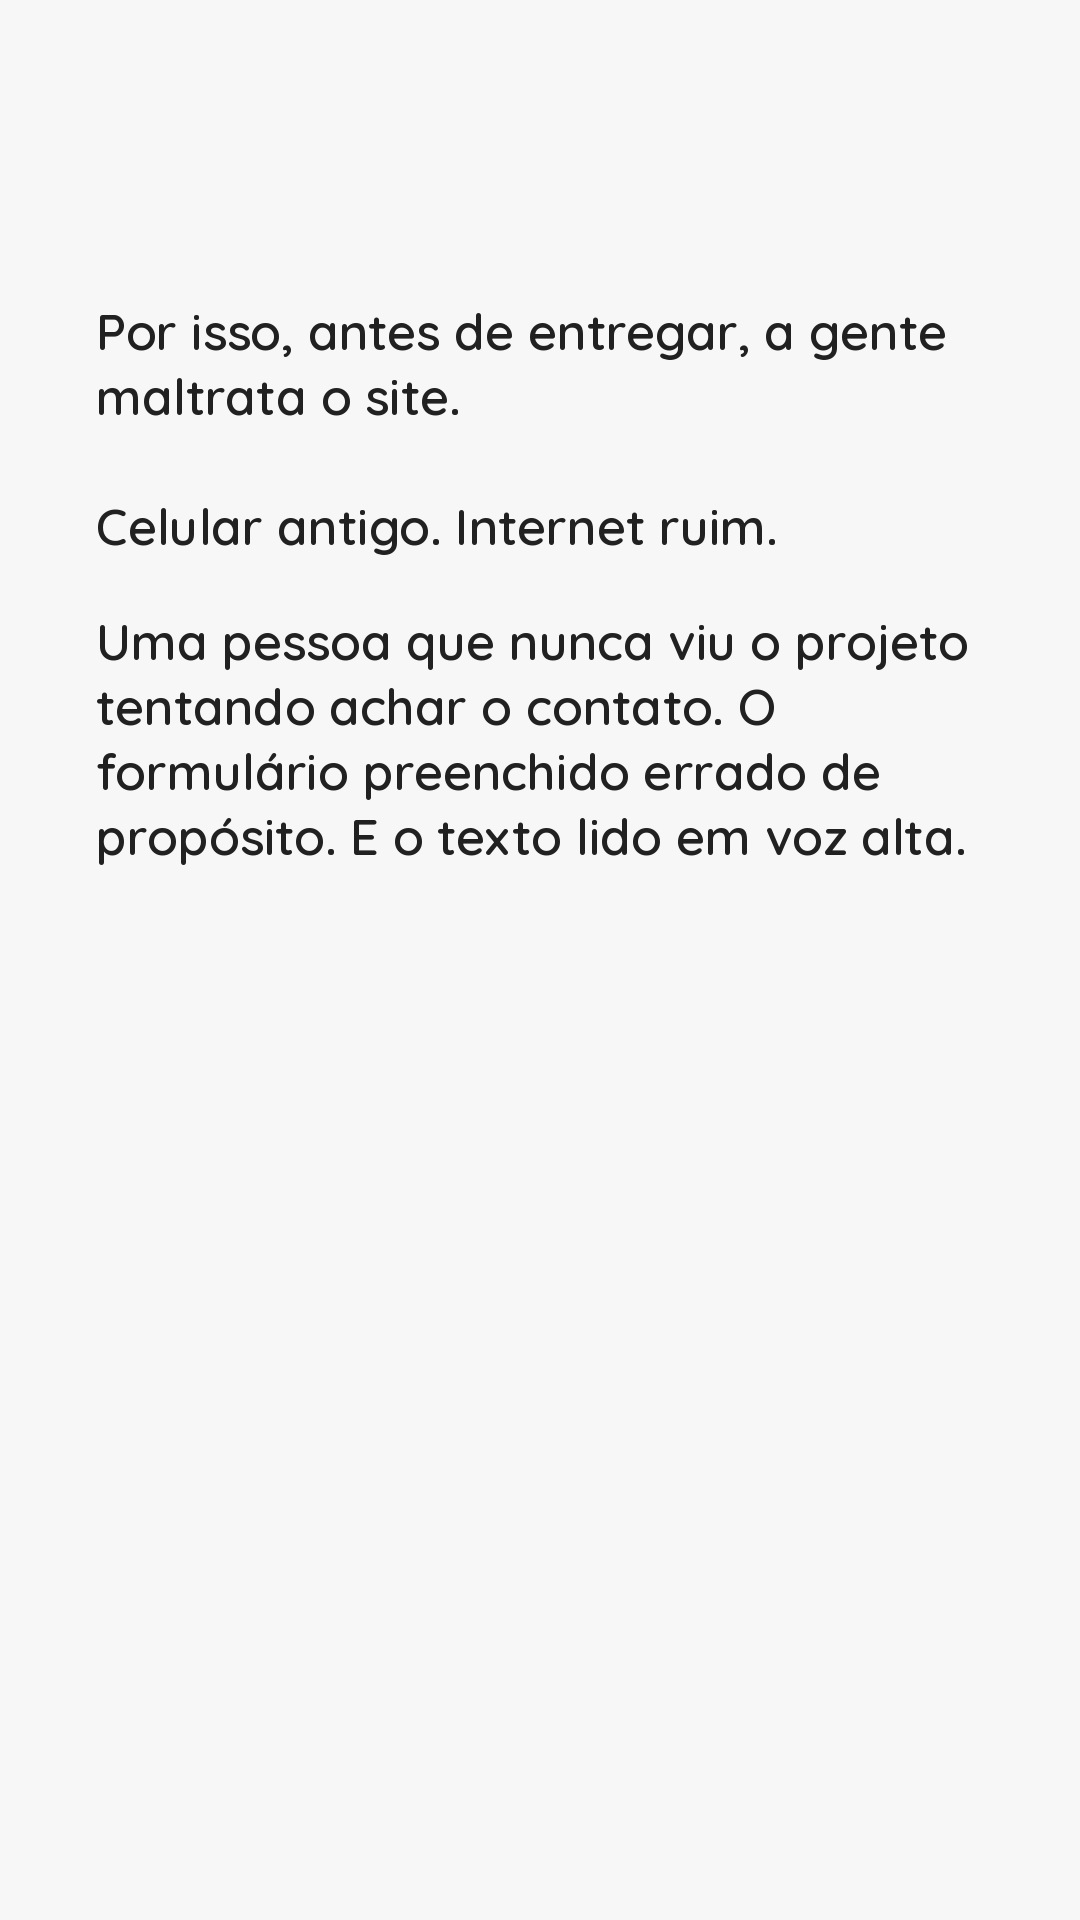 Por isso, antes de entregar, a gente
maltrata o site.
Celular antigo. Internet ruim.
Uma pessoa que nunca viu o projeto
tentando achar o contato. O
formulário preenchido errado de
propósito. E o texto lido em voz alta.